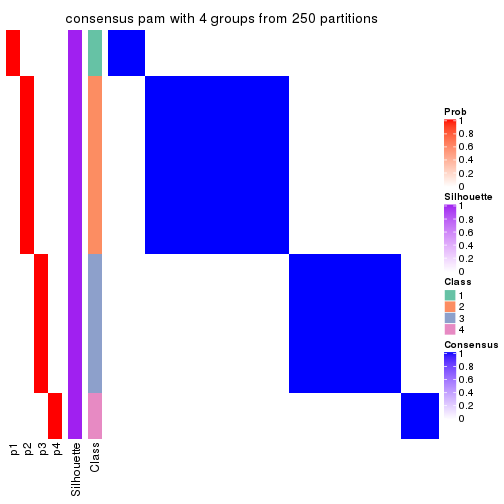 consensus pam with 4 groups from 250 partitions
Prob
1
0.8
0.6
0.4
0.2
0
Silhouette
1
0.8
0.6
0.4
0.2
0
Class
1
2
3
4
Consensus
1
0.8
0.6
0.4
0.2
0
p1
p2
p3
p4
Silhouette
Class